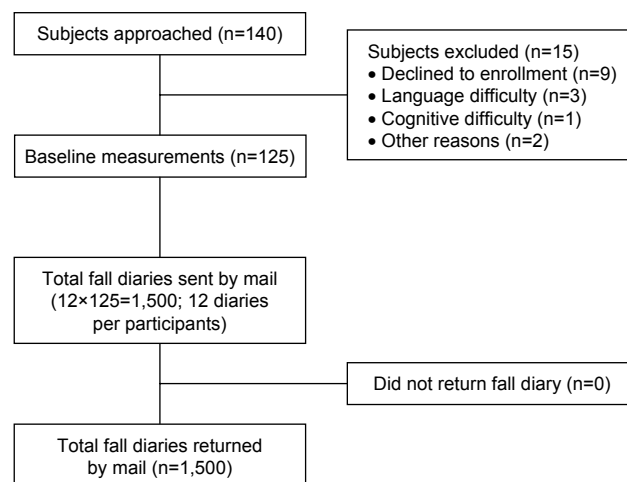 Subjects approached (n=140)
Subjects excluded (n=15)
• Declined to enrollment (n=9)
• Language difficulty (n=3)
• Cognitive difficulty (n=1)
• Other reasons (n=2)
Baseline measurements (n=125)
Total fall diaries sent by mail
(12×125=1,500; 12 diaries
per participants)
Did not return fall diary (n=0)
Total fall diaries returned
by mail (n=1,500)